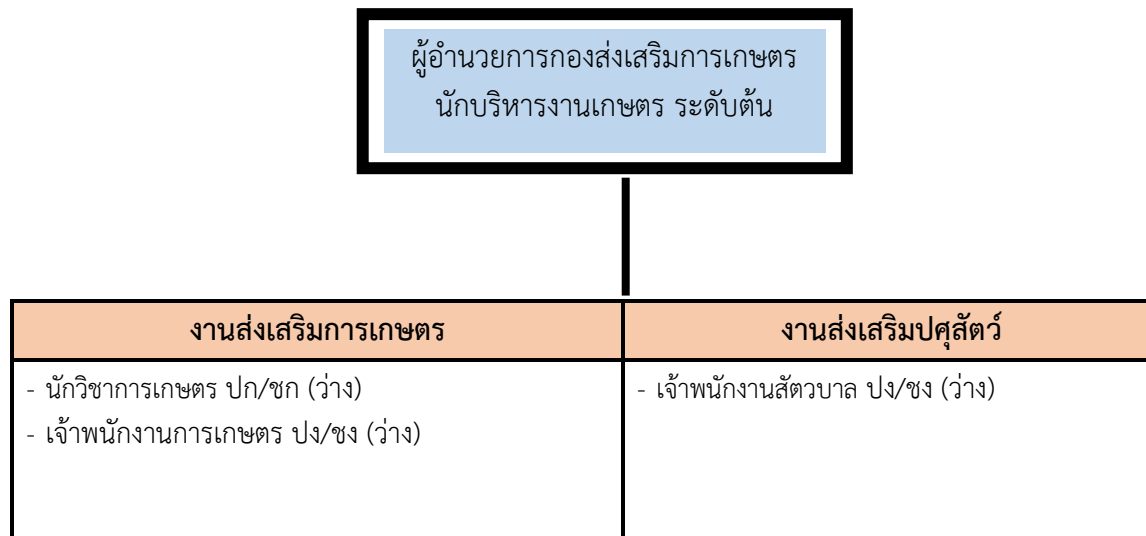 ผู้อำนวยการกองส่งเสริมการเกษตร
นักบริหารงานเกษตร ระดับต้น
งานส่งเสริมการเกษตร
งานส่งเสริมปศุสัตว์
- นักวิชาการเกษตร ปก/ชก (ว่าง)
- เจ้าพนักงานการเกษตร ปง/ชง (ว่าง)
- เจ้าพนักงานสัตวบาล ปง/ชง (ว่าง)